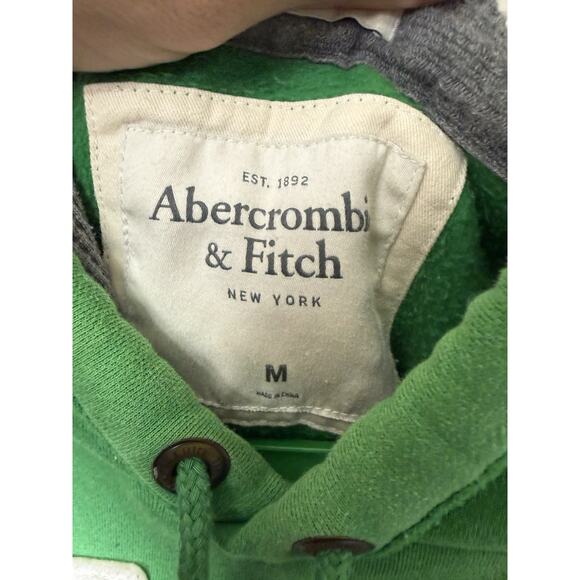 EST. 1892
Abercrombi
& Fitch
NEW YORK
M
MADE IN CHINA